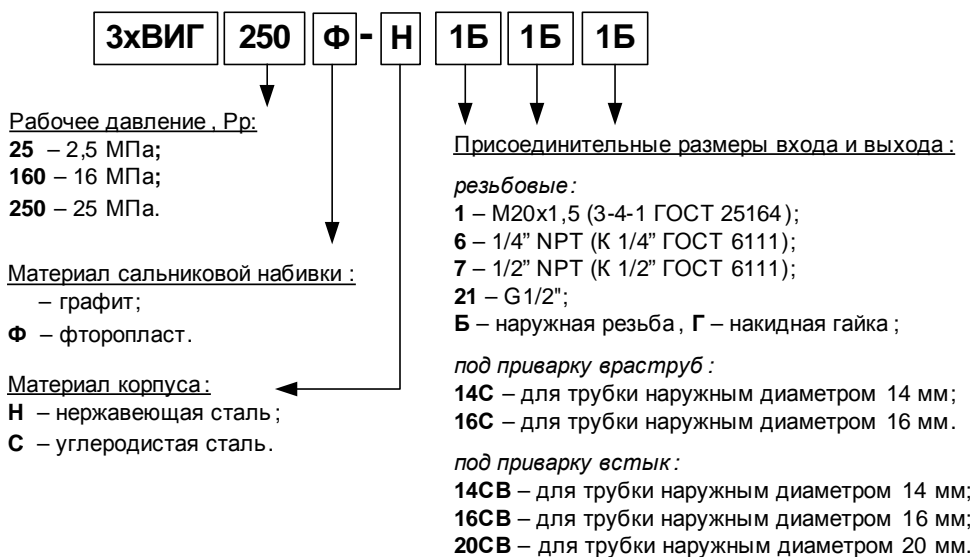 3хВИГ 250 Ф - Н 1Б 1Б 1Б
Рабочее давление, Рр:
25 – 2,5 МПа;
160 – 16 МПа;
250 – 25 МПа.
Материал сальниковой набивки:
– графит;
Ф – фторопласт.
Материал корпуса:
Н – нержавеющая сталь;
С – углеродистая сталь.
Присоединительные размеры входа и выхода:
резьбовые:
1 – М20х1,5 (3-4-1 ГОСТ 25164);
6 – 1/4” NPT (К 1/4” ГОСТ 6111);
7 – 1/2” NPT (К 1/2” ГОСТ 6111);
21 – G1/2";
Б – наружная резьба, Г – накидная гайка;
под приварку враструб:
14С – для трубки наружным диаметром 14 мм;
16С – для трубки наружным диаметром 16 мм.
под приварку встык:
14СВ – для трубки наружным диаметром 14 мм;
16СВ – для трубки наружным диаметром 16 мм;
20СВ – для трубки наружным диаметром 20 мм.